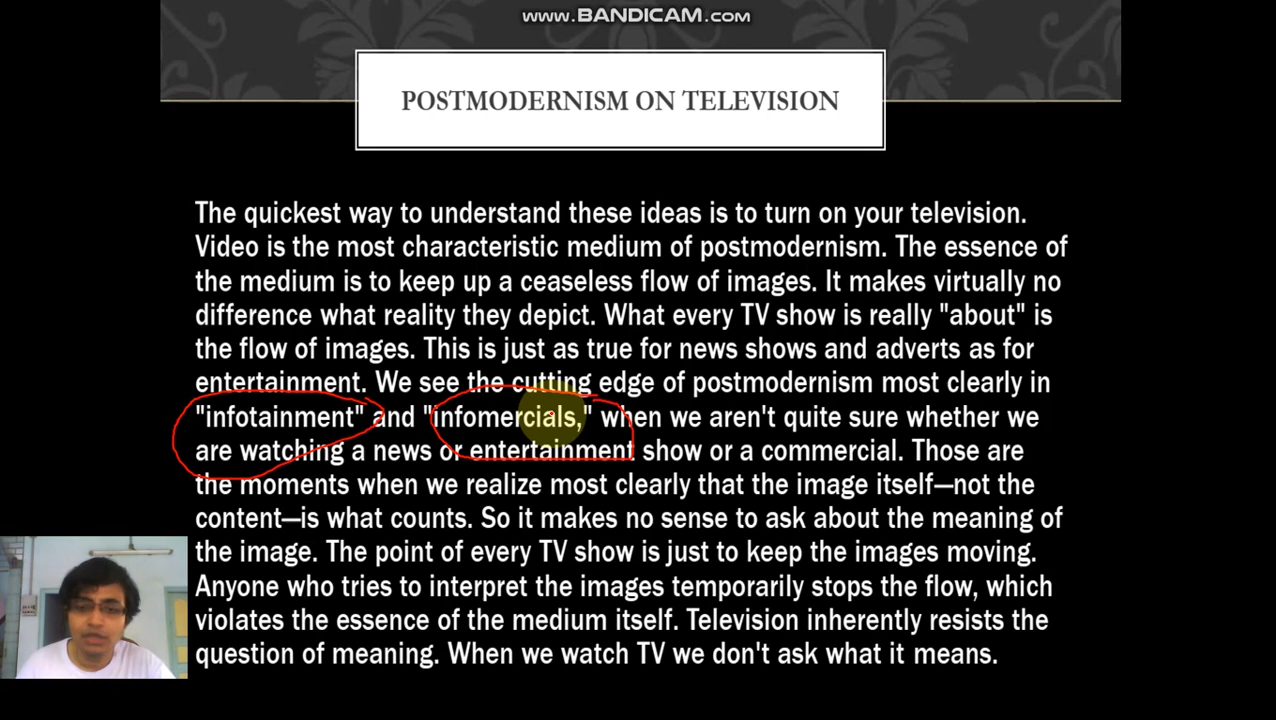 www.BANDICAM.com
POSTMODERNISM ON TELEVISION
The quickest way to understand these ideas is to turn on your television.
Video is the most characteristic medium of postmodernism. The essence of
the medium is to keep up a ceaseless flow of images. It makes virtually no
difference what reality they depict. What every TV show is really "about" is
the flow of images. This is just as true for news shows and adverts as for
entertainment. We see the cutting edge of postmodernism most clearly in
"infotainment" and "infomercials," when we aren't quite sure whether we
are watching a news or entertainment show or a commercial. Those are
the moments when we realize most clearly that the image itself—not the
content—is what counts. So it makes no sense to ask about the meaning of
the image. The point of every TV show is just to keep the images moving.
Anyone who tries to interpret the images temporarily stops the flow, which
violates the essence of the medium itself. Television inherently resists the
question of meaning. When we watch TV we don't ask what it means.